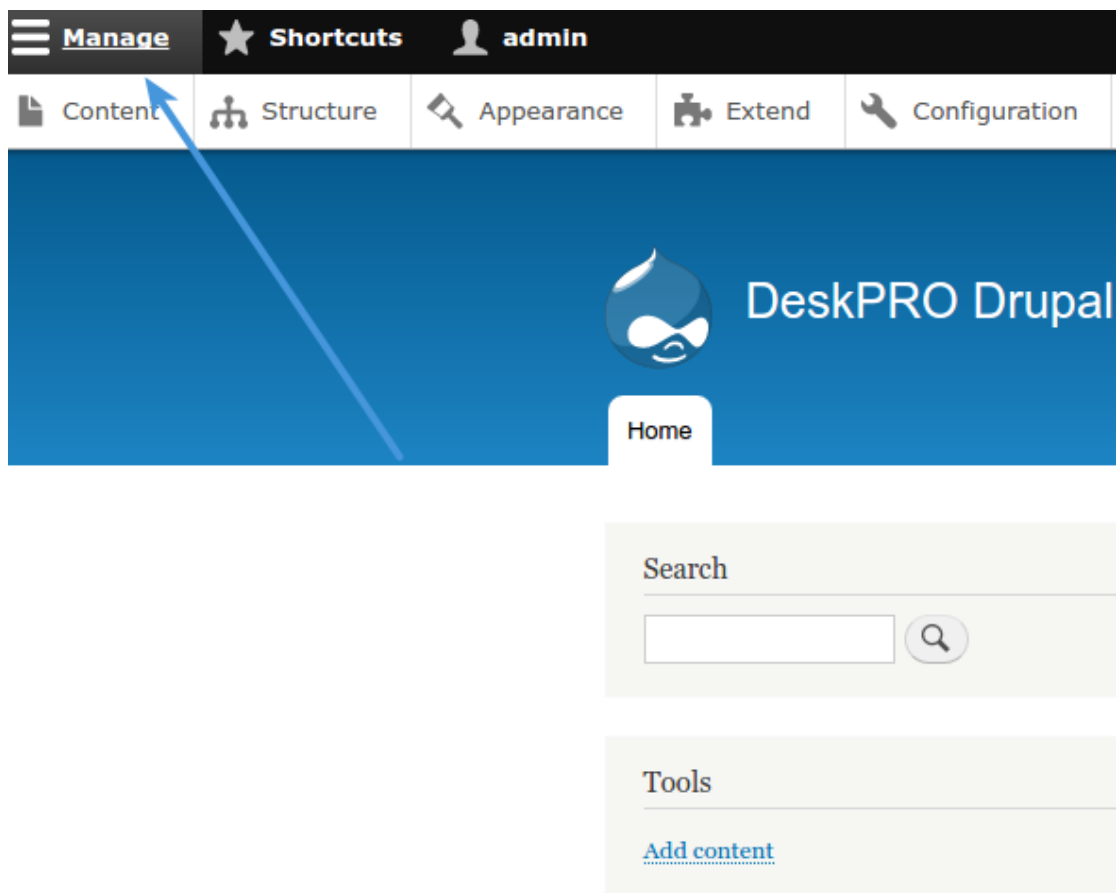 Manage Shortcuts admin
Content Structure Appearance Extend Configuration
DeskPRO Drupal
Home
Search
Tools
Add content